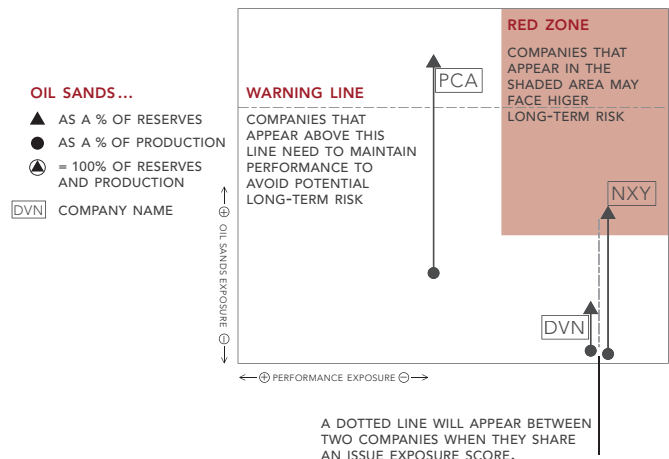 OIL SANDS...
AS A % OF RESERVES
AS A % OF PRODUCTION
= 100% OF RESERVES
AND PRODUCTION
DVN COMPANY NAME
WARNING LINE
COMPANIES THAT
APPEAR ABOVE THIS
LINE NEED TO MAINTAIN
PERFORMANCE TO
AVOID POTENTIAL
LONG-TERM RISK
PCA
RED ZONE
COMPANIES THAT
APPEAR IN THE
SHADED AREA MAY
FACE HIGER
LONG-TERM RISK
NXY
DVN
OIL SANDS EXPOSURE
PERFORMANCE EXPOSURE
A DOTTED LINE WILL APPEAR BETWEEN
TWO COMPANIES WHEN THEY SHARE
AN ISSUE EXPOSURE SCORE.